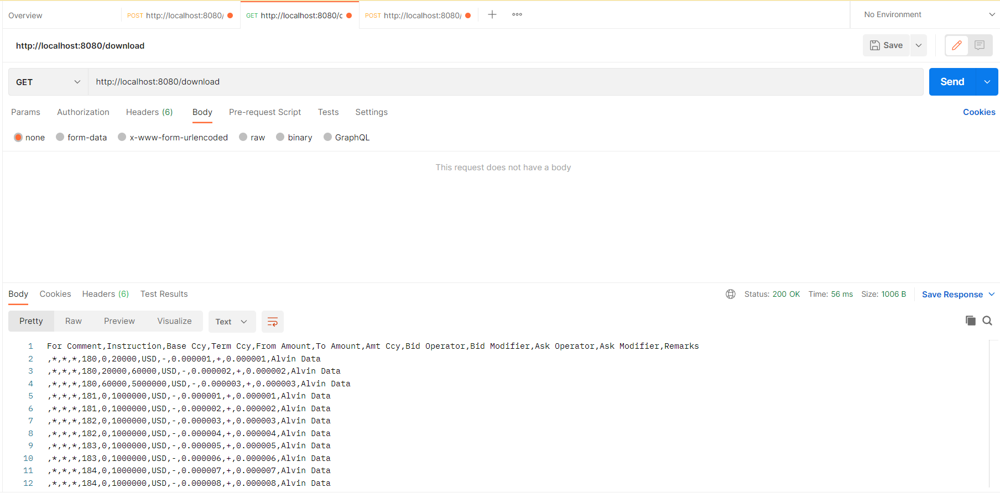 Overview
POST http://localhost:8080/
GET http://localhost:8080/c
POST http://localhost:8080/
No Environment
http://localhost:8080/download
Save
GET
http://localhost:8080/download
Send
Params Authorization Headers (6) Body Pre-request Script Tests Settings
Cookies
none form-data x-www-form-urlencoded raw binary GraphQL
This request does not have a body
Body Cookies Headers (6) Test Results
Status: 200 OK Time: 56 ms Size: 1006 B Save Response
Pretty Raw Preview Visualize Text
1 For Comment,Instruction,Base Ccy,Term Ccy,From Amount,To Amount,Amt Ccy,Bid Operator,Bid Modifier,Ask Operator,Ask Modifier,Remarks
2 ,*,*,*,180,0,20000,USD,-,0.000001,+,0.000001,Alvin Data
3 ,*,*,*,180,20000,60000,USD,-,0.000002,+,0.000002,Alvin Data
4 ,*,*,*,180,60000,5000000,USD,-,0.000003,+,0.000003,Alvin Data
5 ,*,*,*,181,0,1000000,USD,-,0.000001,+,0.000001,Alvin Data
6 ,*,*,*,181,0,1000000,USD,-,0.000002,+,0.000002,Alvin Data
7 ,*,*,*,182,0,1000000,USD,-,0.000003,+,0.000003,Alvin Data
8 ,*,*,*,182,0,1000000,USD,-,0.000004,+,0.000004,Alvin Data
9 ,*,*,*,183,0,1000000,USD,-,0.000005,+,0.000005,Alvin Data
10 ,*,*,*,183,0,1000000,USD,-,0.000006,+,0.000006,Alvin Data
11 ,*,*,*,184,0,1000000,USD,-,0.000007,+,0.000007,Alvin Data
12 ,*,*,*,184,0,1000000,USD,-,0.000008,+,0.000008,Alvin Data